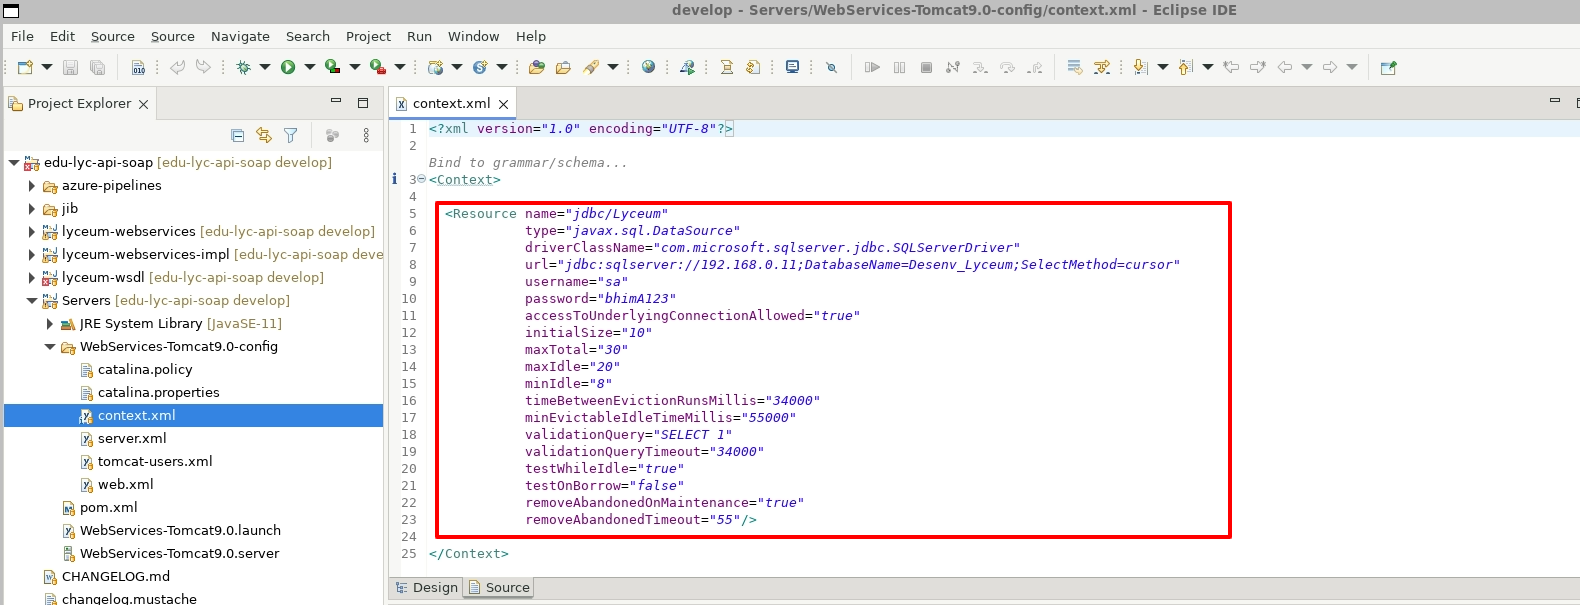 develop - Servers/WebServices-Tomcat9.0-config/context.xml - Eclipse IDE
File Edit Source Source Navigate Search Project Run Window Help
Project Explorer
edu-lyc-api-soap [edu-lyc-api-soap develop]
azure-pipelines
jib
lyceum-webservices [edu-lyc-api-soap develop]
lyceum-webservices-impl [edu-lyc-api-soap deve
lyceum-wsdl [edu-lyc-api-soap develop]
Servers [edu-lyc-api-soap develop]
JRE System Library [JavaSE-11]
WebServices-Tomcat9.0-config
catalina.policy
catalina.properties
context.xml
server.xml
tomcat-users.xml
web.xml
pom.xml
WebServices-Tomcat9.0.launch
WebServices-Tomcat9.0.server
CHANGELOG.md
changelog.mustache
context.xml
1 <?xml version="1.0" encoding="UTF-8"?>
2
Bind to grammar/schema...
3 <Context>
4
5 <Resource name="jdbc/Lyceum"
6 type="javax.sql.DataSource"
7 driverClassName="com.microsoft.sqlserver.jdbc.SQLServerDriver"
8 url="jdbc:sqlserver://192.168.0.11;DatabaseName=Desenv_Lyceum;SelectMethod=cursor"
9 username="sa"
10 password="bhimA123"
11 accessToUnderlyingConnectionAllowed="true"
12 initialSize="10"
13 maxTotal="30"
14 maxIdle="20"
15 minIdle="8"
16 timeBetweenEvictionRunsMillis="34000"
17 minEvictableIdleTimeMillis="55000"
18 validationQuery="SELECT 1"
19 validationQueryTimeout="34000"
20 testWhileIdle="true"
21 testOnBorrow="false"
22 removeAbandonedOnMaintenance="true"
23 removeAbandonedTimeout="55"/>
24
25 </Context>
Design Source